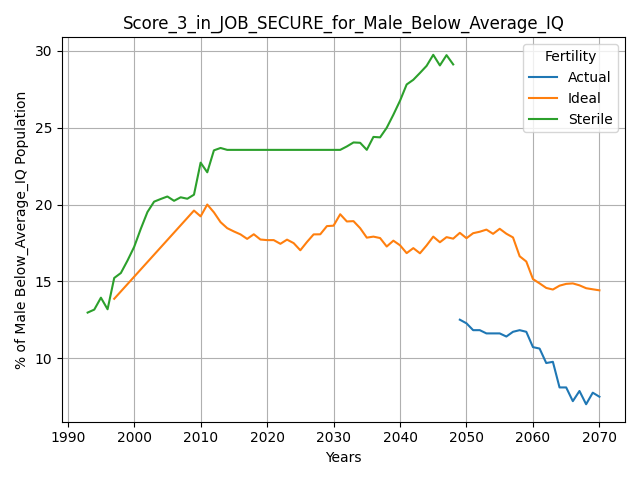 Score_3_in_JOB_SECURE_for_Male_Below_Average_IQ
% of Male Below_Average_IQ Population
30
25
20
15
10
Fertility
Actual
Ideal
Sterile
1990 2000 2010 2020 2030 2040 2050 2060 2070
Years